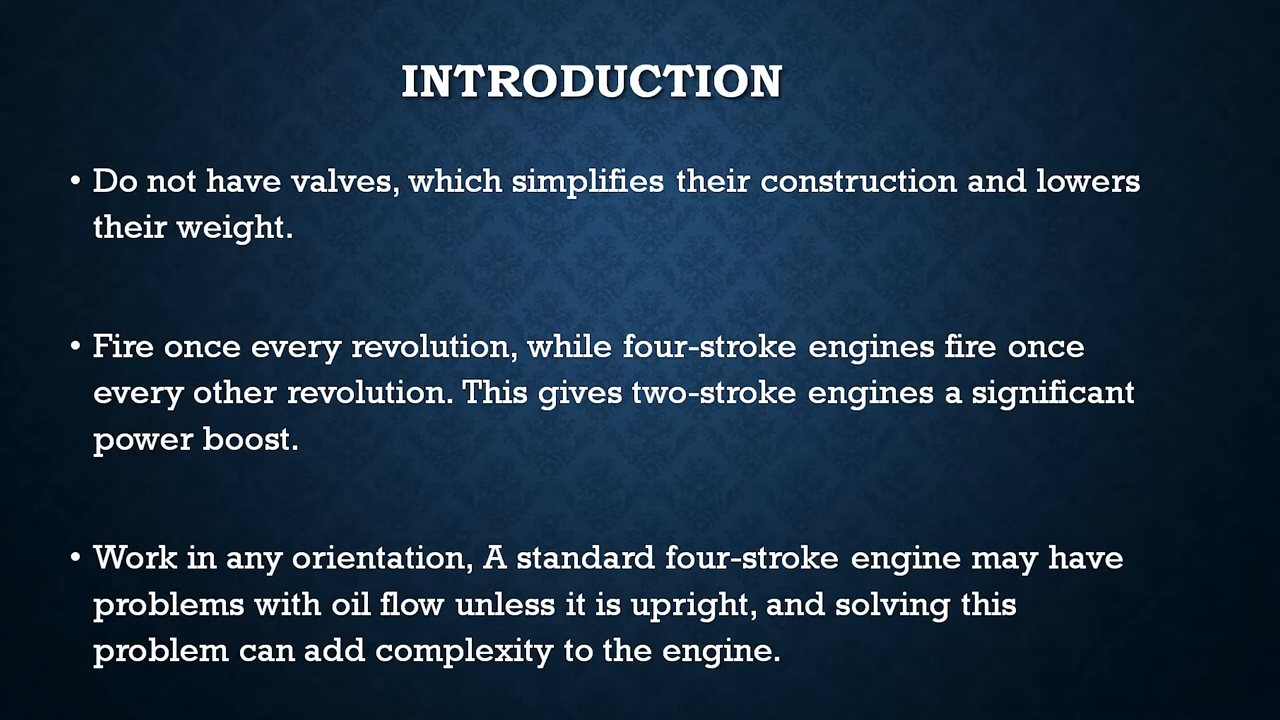 INTRODUCTION
• Do not have valves, which simplifies their construction and lowers
their weight.
• Fire once every revolution, while four-stroke engines fire once
every other revolution. This gives two-stroke engines a significant
power boost.
• Work in any orientation, A standard four-stroke engine may have
problems with oil flow unless it is upright, and solving this
problem can add complexity to the engine.